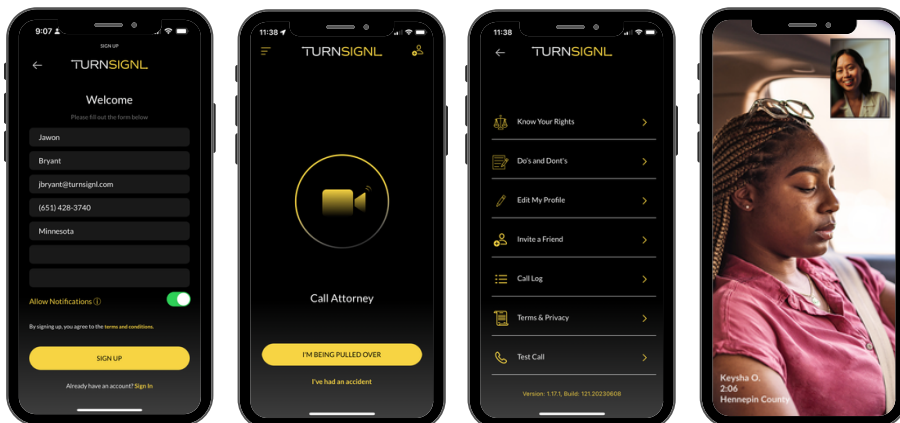 9:07
SIGN UP
TURNSIGNL
Welcome
Please fill out the form below
Jawon
Bryant
jbryant@turnsignl.com
(651) 428-3740
Minnesota
Allow Notifications
By signing up, you agree to the terms and conditions.
SIGN UP
Already have an account? Sign In
11:38
TURNSIGNL
Call Attorney
I'M BEING PULLED OVER
I've had an accident
11:38
TURNSIGNL
Know Your Rights
Do's and Dont's
Edit My Profile
Invite a Friend
Call Log
Terms & Privacy
Test Call
Version: 1.17.1, Build: 121.20230608
Keysha O.
2:06
Hennepin County